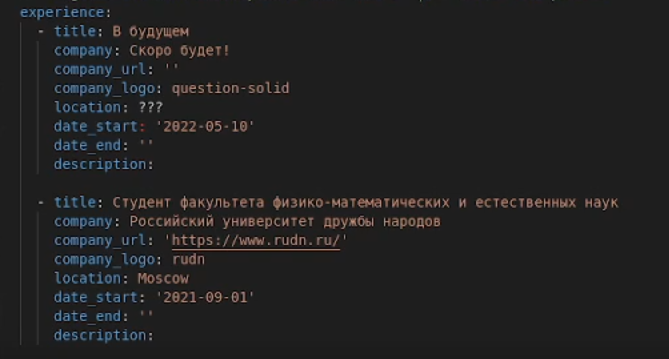 experience:
- title: В будущем
company: Скоро будет!
company_url: ''
company_logo: question-solid
location: ???
date_start: '2022-05-10'
date_end: ''
description:
- title: Студент факультета физико-математических и естественных наук
company: Российский университет дружбы народов
company_url: 'https://www.rudn.ru/'
company_logo: rudn
location: Moscow
date_start: '2021-09-01'
date_end: ''
description: